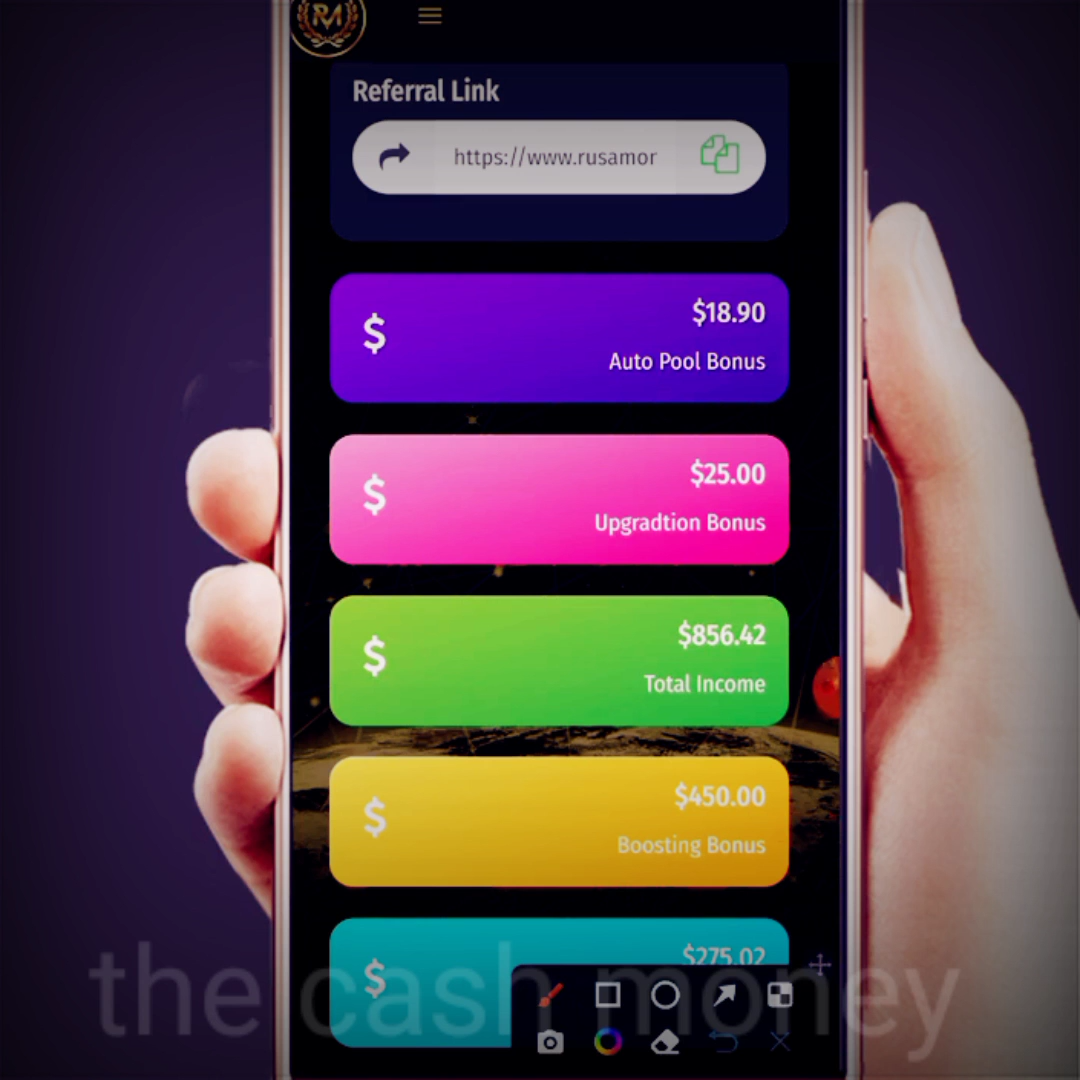 RM
Referral Link
https://www.rusamor
$ $18.90
Auto Pool Bonus
$ $25.00
Upgradtion Bonus
$ $856.42
Total Income
$ $450.00
Boosting Bonus
$ $275.02
the cash money